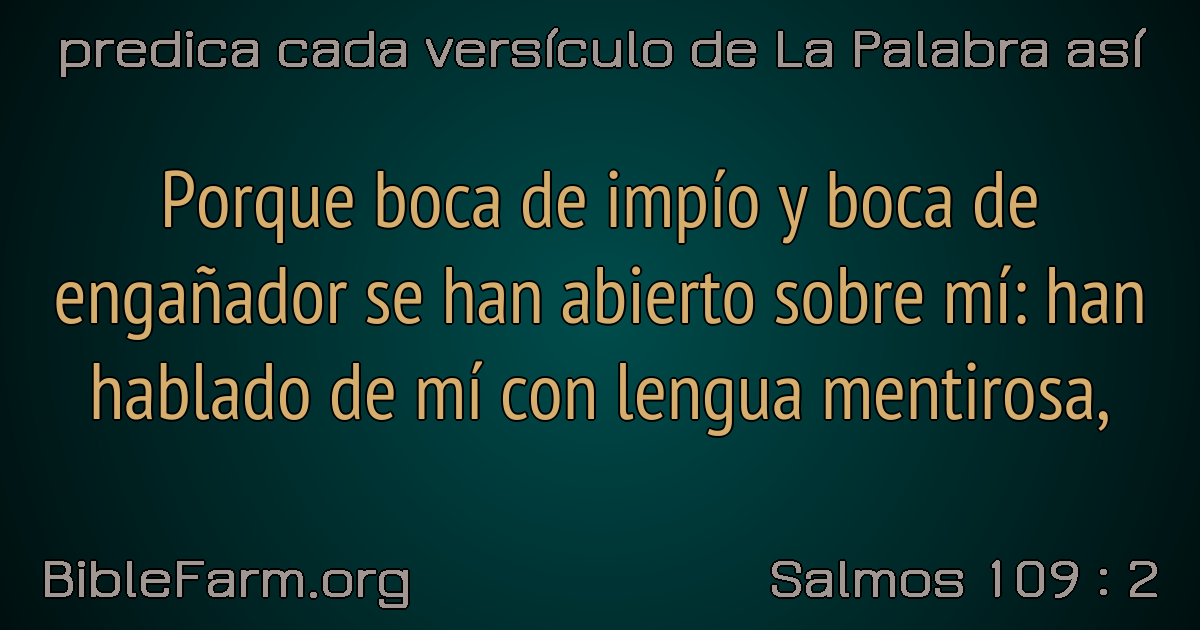 predica cada versículo de La Palabra así
Porque boca de impío y boca de
engañador se han abierto sobre mí: han
hablado de mí con lengua mentirosa,
BibleFarm.org
Salmos 109 : 2